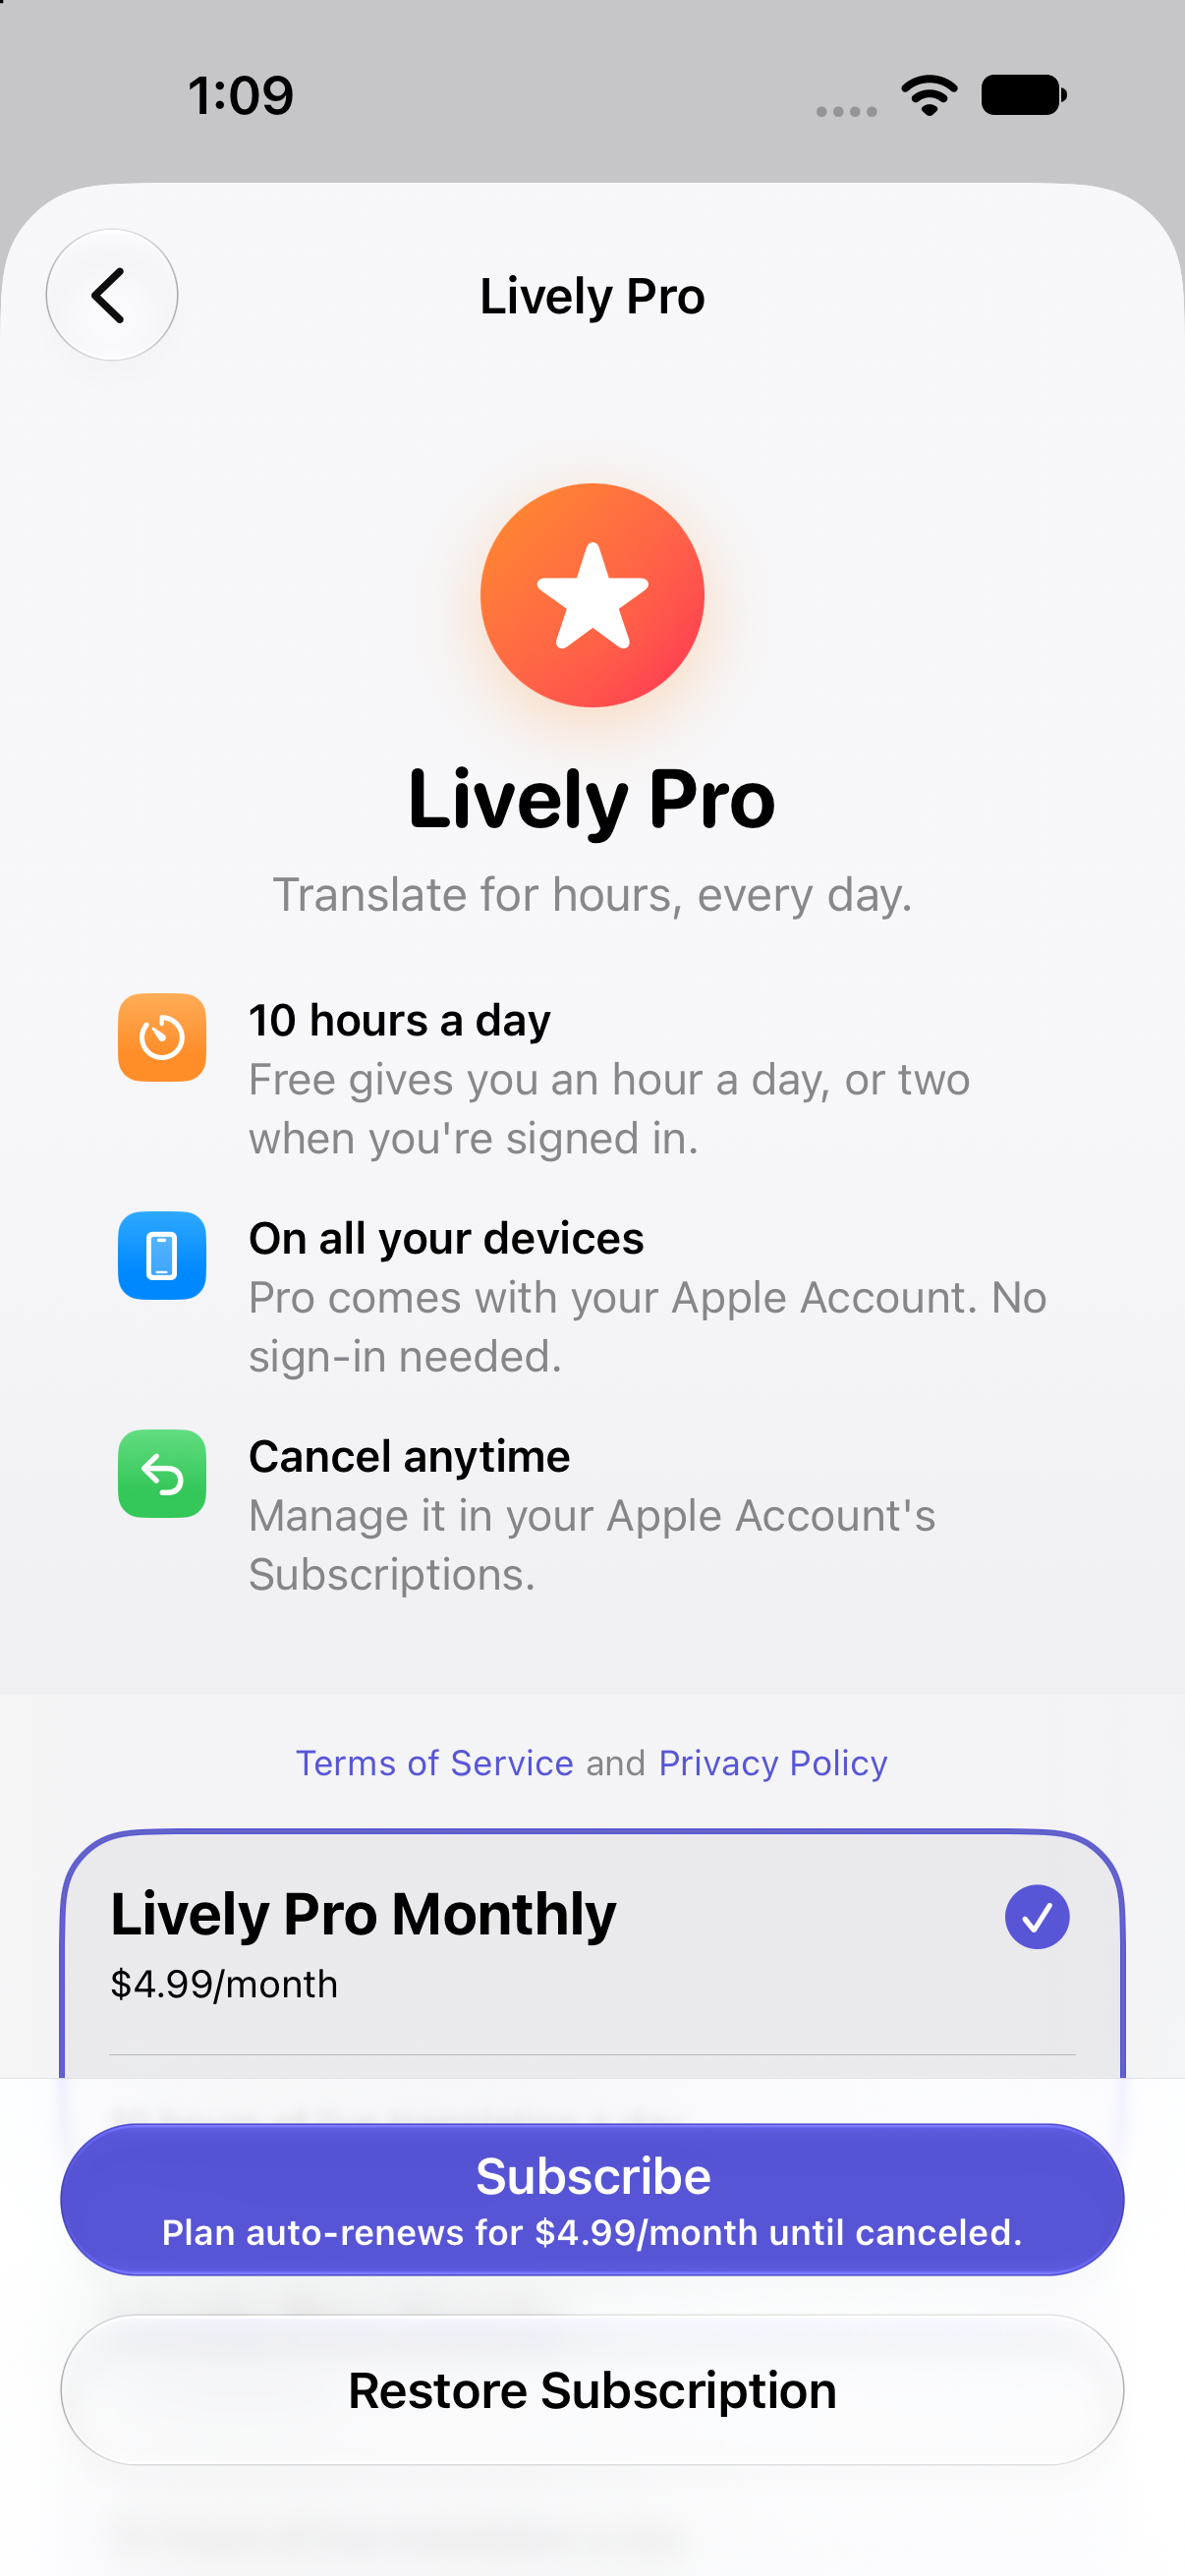 1:09
Lively Pro
Lively Pro
Translate for hours, every day.
10 hours a day
Free gives you an hour a day, or two
when you're signed in.
On all your devices
Pro comes with your Apple Account. No
sign-in needed.
Cancel anytime
Manage it in your Apple Account's
Subscriptions.
Terms of Service and Privacy Policy
Lively Pro Monthly
$4.99/month
Subscribe
Plan auto-renews for $4.99/month until canceled.
Restore Subscription